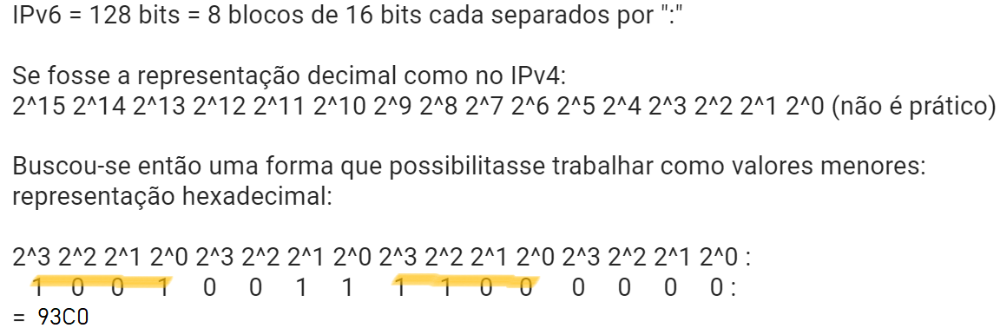 IPv6 = 128 bits = 8 blocos de 16 bits cada separados por ":"
Se fosse a representação decimal como no IPv4:
2^15 2^14 2^13 2^12 2^11 2^10 2^9 2^8 2^7 2^6 2^5 2^4 2^3 2^2 2^1 2^0 (não é prático)
Buscou-se então uma forma que possibilitasse trabalhar como valores menores:
representação hexadecimal:
2^3 2^2 2^1 2^0 2^3 2^2 2^1 2^0 2^3 2^2 2^1 2^0 2^3 2^2 2^1 2^0 :
1 0 0 1 0 0 1 1 1 1 0 0 0 0 0 0 :
= 93C0